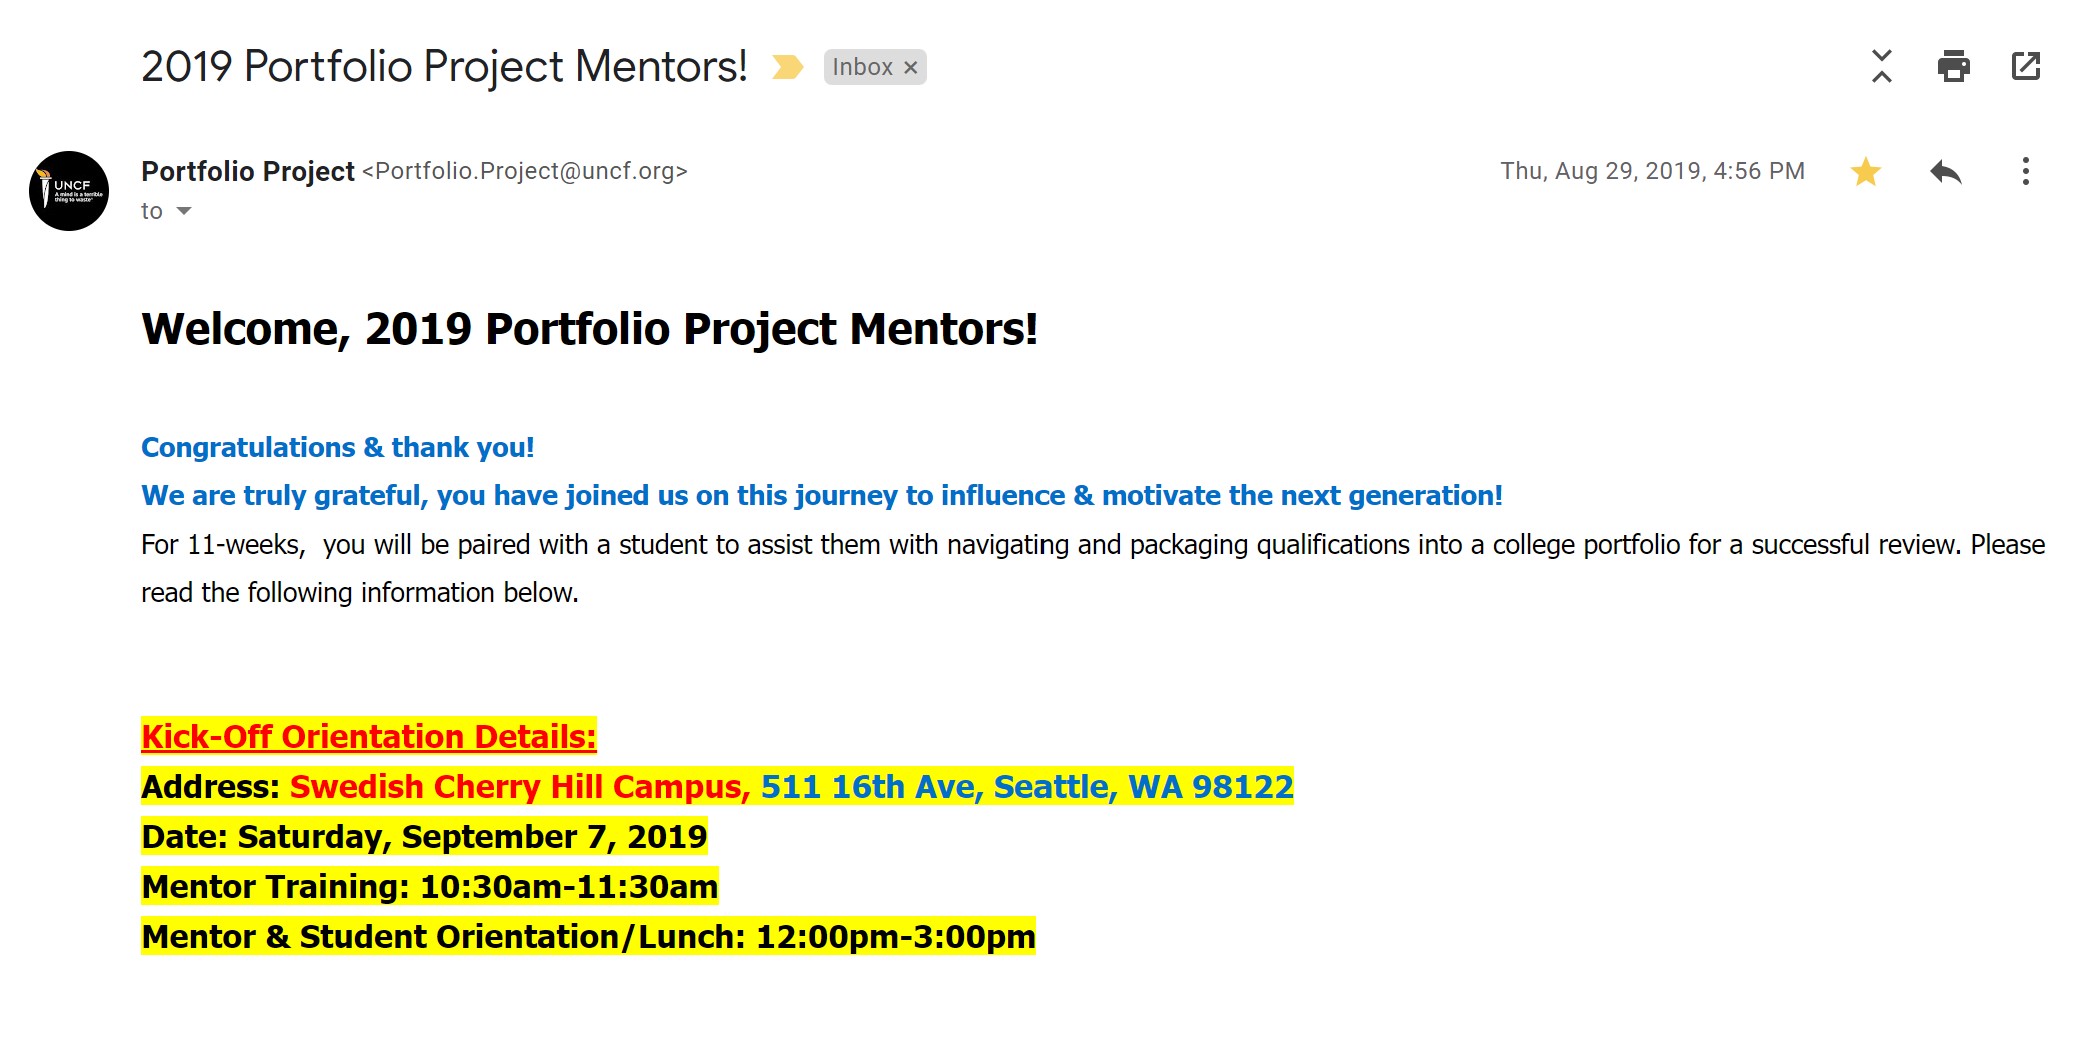 2019 Portfolio Project Mentors!
Inbox ×
Portfolio Project <Portfolio.Project@uncf.org>
Thu, Aug 29, 2019, 4:56 PM
UNCF
A mind is a terrible
thing to waste®
to
Welcome, 2019 Portfolio Project Mentors!
Congratulations & thank you!
We are truly grateful, you have joined us on this journey to influence & motivate the next generation!
For 11-weeks,  you will be paired with a student to assist them with navigating and packaging qualifications into a college portfolio for a successful review. Please
read the following information below.
Kick-Off Orientation Details:
Address: Swedish Cherry Hill Campus, 511 16th Ave, Seattle, WA 98122
Date: Saturday, September 7, 2019
Mentor Training: 10:30am-11:30am
Mentor & Student Orientation/Lunch: 12:00pm-3:00pm